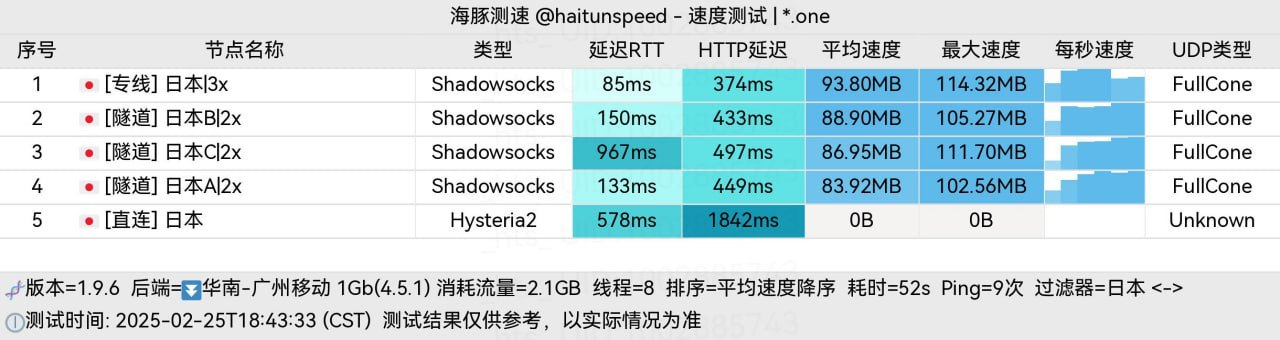 海豚测速 @haitunspeed - 速度测试 | *.one
序号 节点名称 类型 延迟RTT HTTP延迟 平均速度 最大速度 每秒速度 UDP类型
1 [专线] 日本|3x Shadowsocks 85ms 374ms 93.80MB 114.32MB FullCone
2 [隧道] 日本B|2x Shadowsocks 150ms 433ms 88.90MB 105.27MB FullCone
3 [隧道] 日本C|2x Shadowsocks 967ms 497ms 86.95MB 111.70MB FullCone
4 [隧道] 日本A|2x Shadowsocks 133ms 449ms 83.92MB 102.56MB FullCone
5 [直连] 日本 Hysteria2 578ms 1842ms 0B 0B Unknown
版本=1.9.6 后端=⏬华南-广州移动 1Gb(4.5.1) 消耗流量=2.1GB 线程=8 排序=平均速度降序 耗时=52s Ping=9次 过滤器=日本 <->
测试时间: 2025-02-25T18:43:33 (CST) 测试结果仅供参考，以实际情况为准